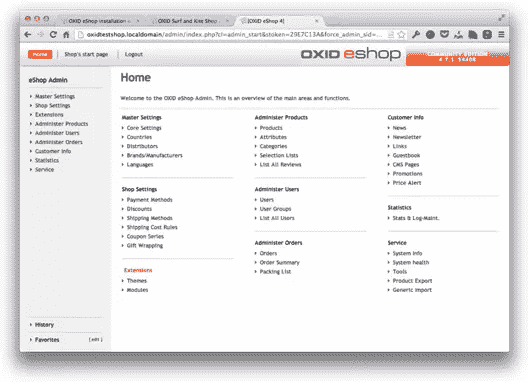 OXID eShop installation
OXID Surf and Kite Shop
[OXID eShop 4]
oxidtestshop.localdomain/admin/index.php?cl=admin_start&stoken=29E7C13A&force_admin_sid=...
Home
Shop's start page
Logout
OXID eshop
COMMUNITY EDITION
eShop Admin
Master Settings
Shop Settings
Extensions
Administer Products
Administer Users
Administer Orders
Customer Info
Statistics
Service
History
Favorites [edit]
Home
Welcome to the OXID eShop Admin. This is an overview of the main areas and functions.
Master Settings
Core Settings
Countries
Distributors
Brands/Manufacturers
Languages
Shop Settings
Payment Methods
Discounts
Shipping Methods
Shipping Cost Rules
Coupon Series
Gift Wrapping
Extensions
Themes
Modules
Administer Products
Products
Attributes
Categories
Selection Lists
List All Reviews
Administer Users
Users
User Groups
List All Users
Administer Orders
Orders
Order Summary
Packing List
Customer Info
News
Newsletter
Links
Guestbook
CMS Pages
Promotions
Price Alert
Statistics
Stats & Log-Maint.
Service
System Info
System health
Tools
Product Export
Generic Import